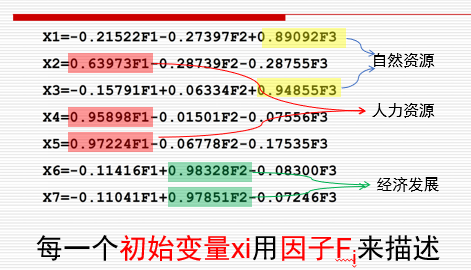 X1=-0.21522F1-0.27397F2+0.89092F3
X2=0.63973F1-0.28739F2-0.28755F3
自然资源
X3=-0.15791F1+0.06334F2+0.94855F3
X4=0.95898F1-0.01501F2-0.07556F3
人力资源
X5=0.97224F1-0.06778F2-0.17535F3
X6=-0.11416F1+0.98328F2-0.08300F3
经济发展
X7=-0.11041F1+0.97851F2-0.07246F3
每一个初始变量xi用因子Fj来描述